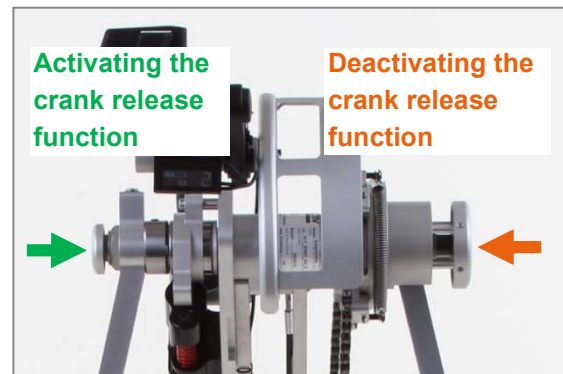 Activating the
crank release
function
Deactivating the
crank release
function